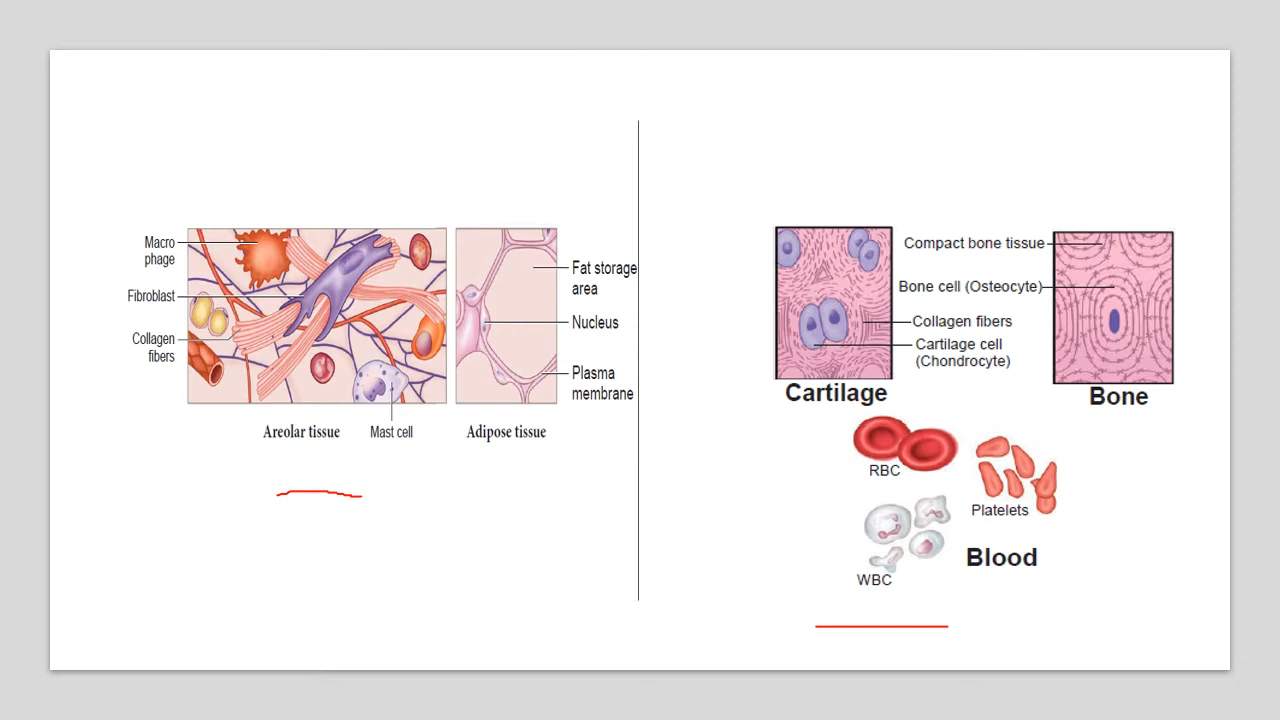 Macro
phage
Fibroblast
Collagen
fibers
Fat storage
area
Nucleus
Plasma
membrane
Areolar tissue
Mast cell
Adipose tissue
Compact bone tissue
Bone cell (Osteocyte)
Collagen fibers
Cartilage cell
(Chondrocyte)
Cartilage
Bone
RBC
Platelets
WBC
Blood